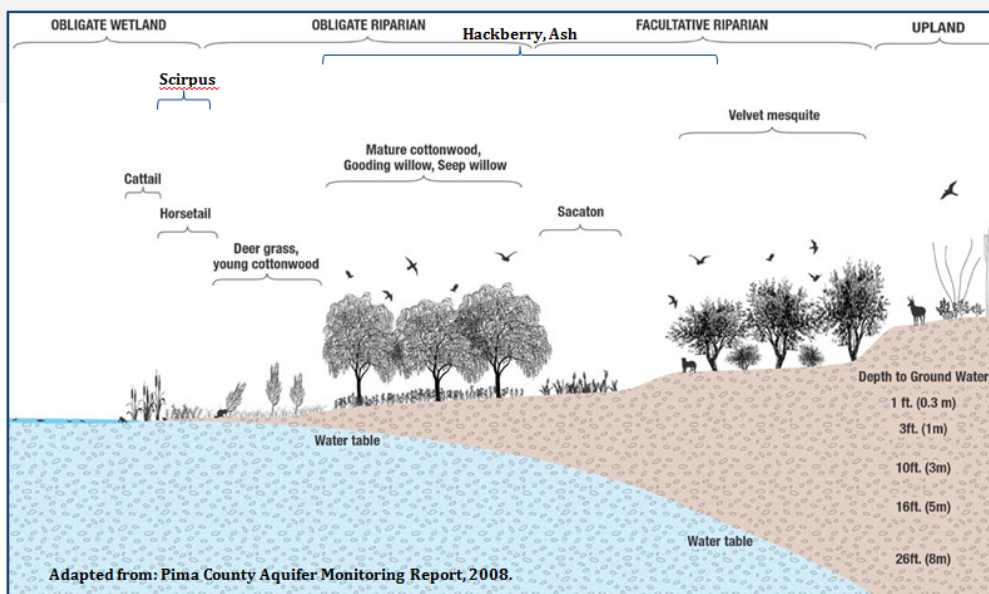 OBLIGATE WETLAND
OBLIGATE RIPARIAN
FACULTATIVE RIPARIAN
UPLAND
Hackberry, Ash
Scirpus
Velvet mesquite
Mature cottonwood,
Gooding willow, Seep willow
Cattail
Horsetail
Sacaton
Deer grass,
young cottonwood
Depth to Ground Water
1 ft. (0.3 m)
3ft. (1m)
Water table
10ft. (3m)
16ft. (5m)
Water table
26ft. (8m)
Adapted from: Pima County Aquifer Monitoring Report, 2008.